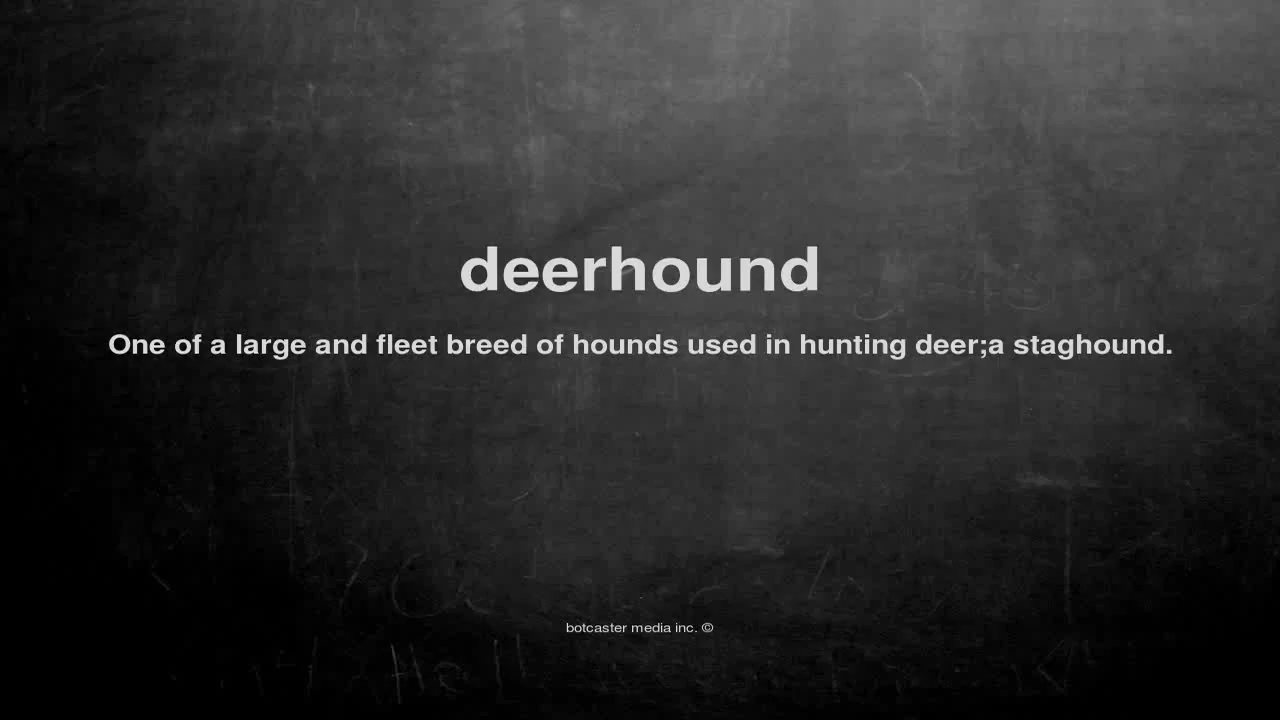 deerhound
One of a large and fleet breed of hounds used in hunting deer;a staghound.
botcaster media inc. ©